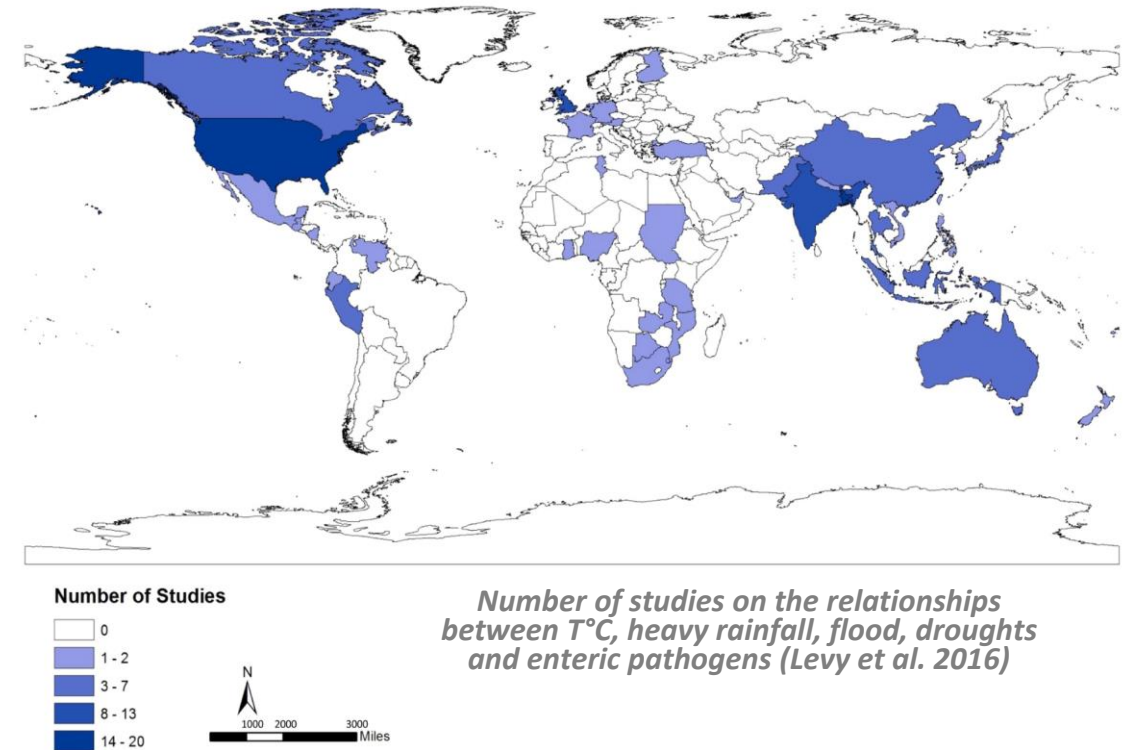 Number of Studies
0
1 - 2
3 - 7
8 - 13
14 - 20
N
1000 2000 3000
Miles
Number of studies on the relationships
between T°C, heavy rainfall, flood, droughts
and enteric pathogens (Levy et al. 2016)